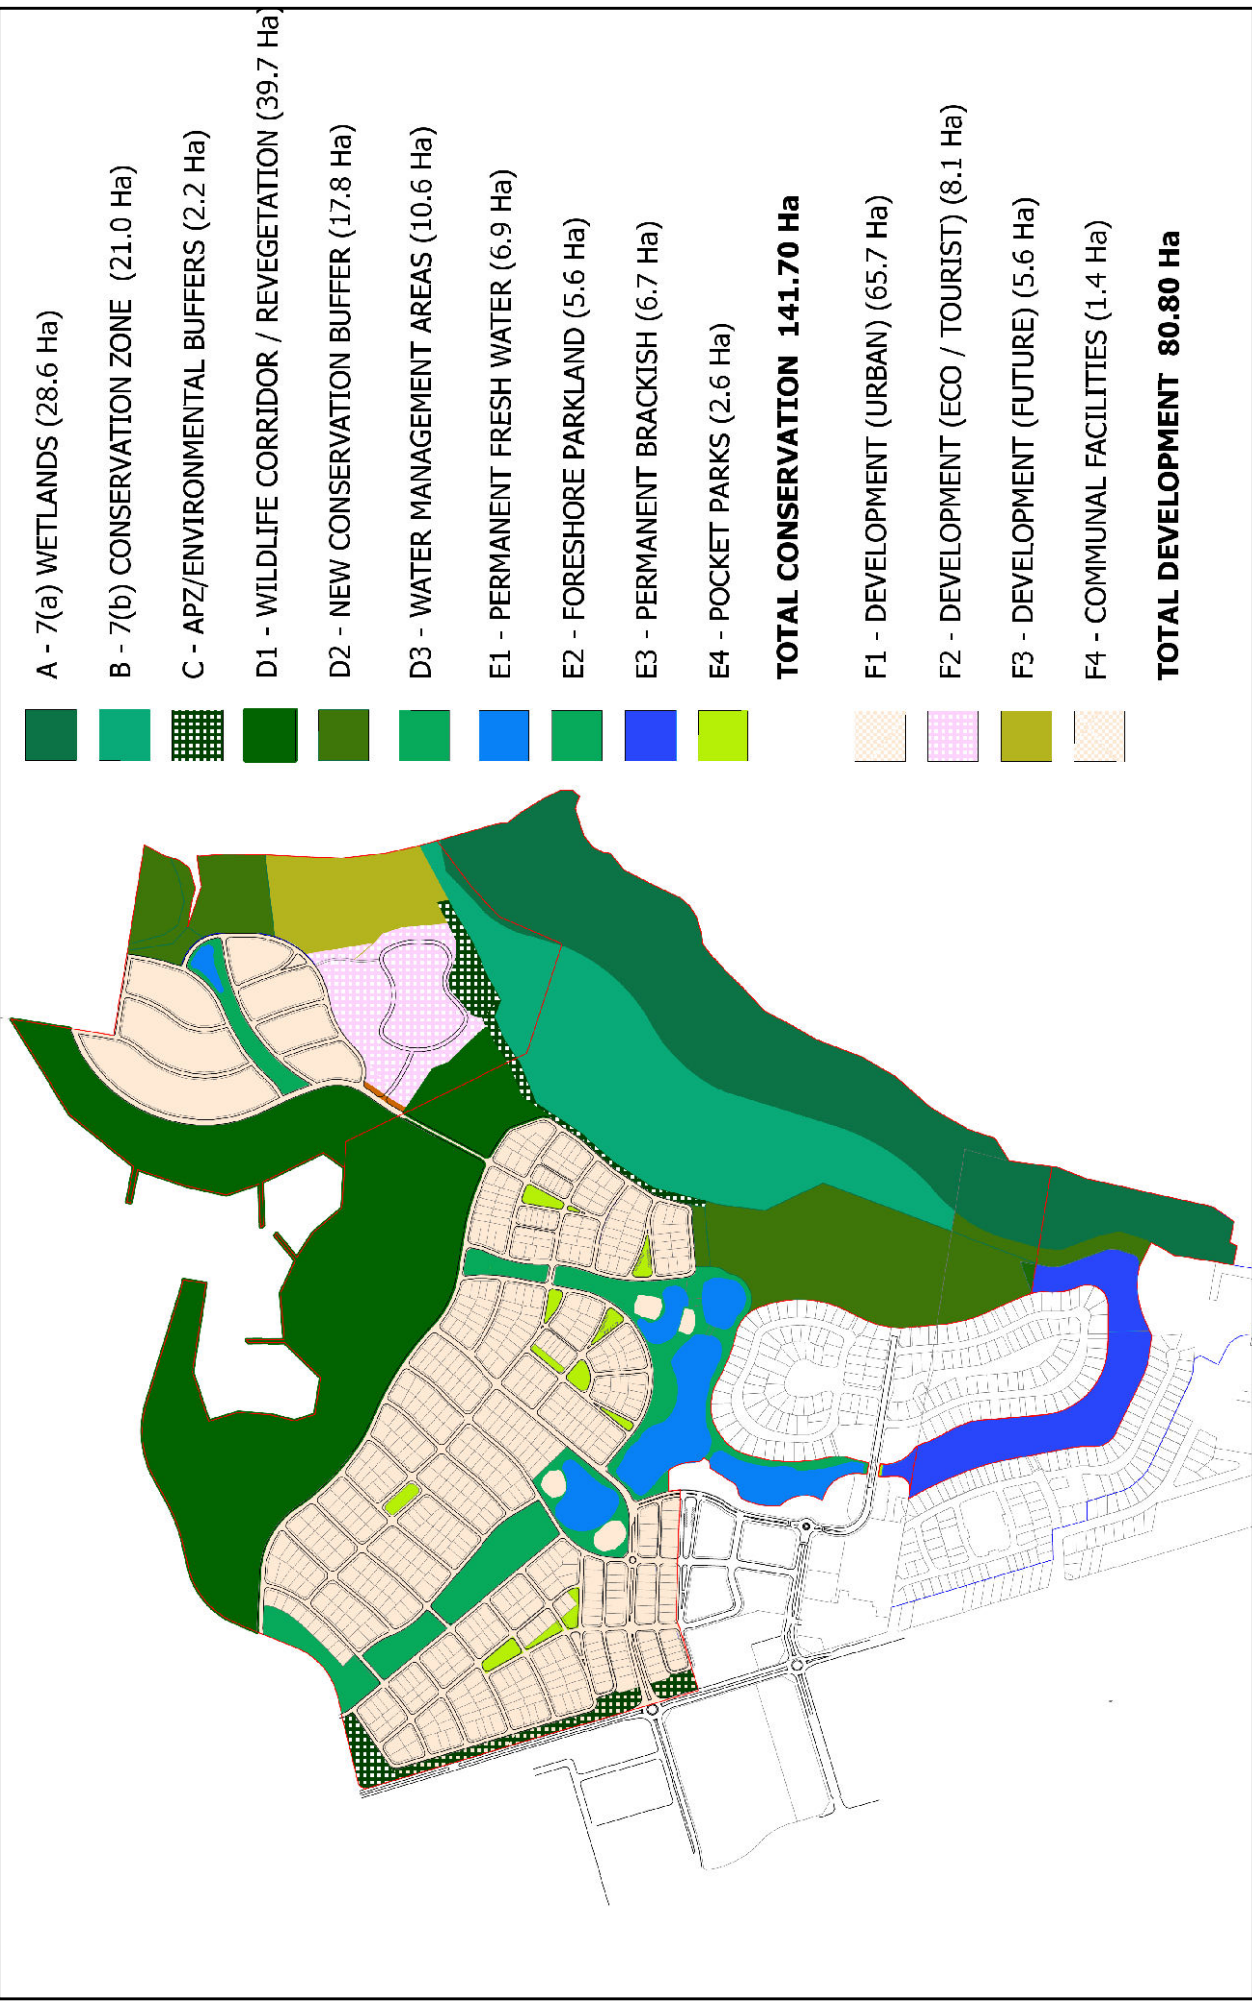 A - 7(a) WETLANDS (28.6 Ha)
B - 7(b) CONSERVATION ZONE (21.0 Ha)
C - APZ/ENVIRONMENTAL BUFFERS (2.2 Ha)
D1 - WILDLIFE CORRIDOR / REVEGETATION (39.7 Ha)
D2 - NEW CONSERVATION BUFFER (17.8 Ha)
D3 - WATER MANAGEMENT AREAS (10.6 Ha)
E1 - PERMANENT FRESH WATER (6.9 Ha)
E2 - FORESHORE PARKLAND (5.6 Ha)
E3 - PERMANENT BRACKISH (6.7 Ha)
E4 - POCKET PARKS (2.6 Ha)
TOTAL CONSERVATION 141.70 Ha
F1 - DEVELOPMENT (URBAN) (65.7 Ha)
F2 - DEVELOPMENT (ECO / TOURIST) (8.1 Ha)
F3 - DEVELOPMENT (FUTURE) (5.6 Ha)
F4 - COMMUNAL FACILITIES (1.4 Ha)
TOTAL DEVELOPMENT 80.80 Ha